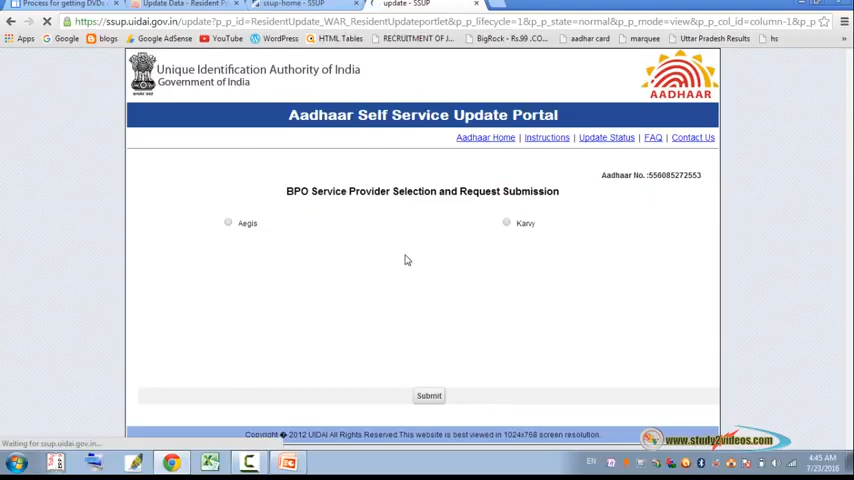 Process for getting DVDs
Update Data - Resident P
ssup-home - SSUP
update - SSUP
https://ssup.uidai.gov.in/update?p_p_id=ResidentUpdate_WAR_ResidentUpdateportlet&p_p_lifecycle=1&p_p_state=normal&p_p_mode=view&p_p_col_id=column-1&p_p
Apps Google blogs Google AdSense YouTube WordPress HTML Tables RECRUITMENT OF J... BigRock - Rs.99 .CO... aadhar card marquee Uttar Pradesh Results hs
Unique Identification Authority of India
Government of India
AADHAAR
Aadhaar Self Service Update Portal
Aadhaar Home | Instructions | Update Status | FAQ | Contact Us
Aadhaar No. :556085272553
BPO Service Provider Selection and Request Submission
Aegis
Karvy
Submit
Waiting for ssup.uidai.gov.in...
Copyright � 2012 UIDAI All Rights Reserved.This website is best viewed in 1024x768 screen resolution.
www.study2videos.com
EN
4:45 AM
7/23/2016